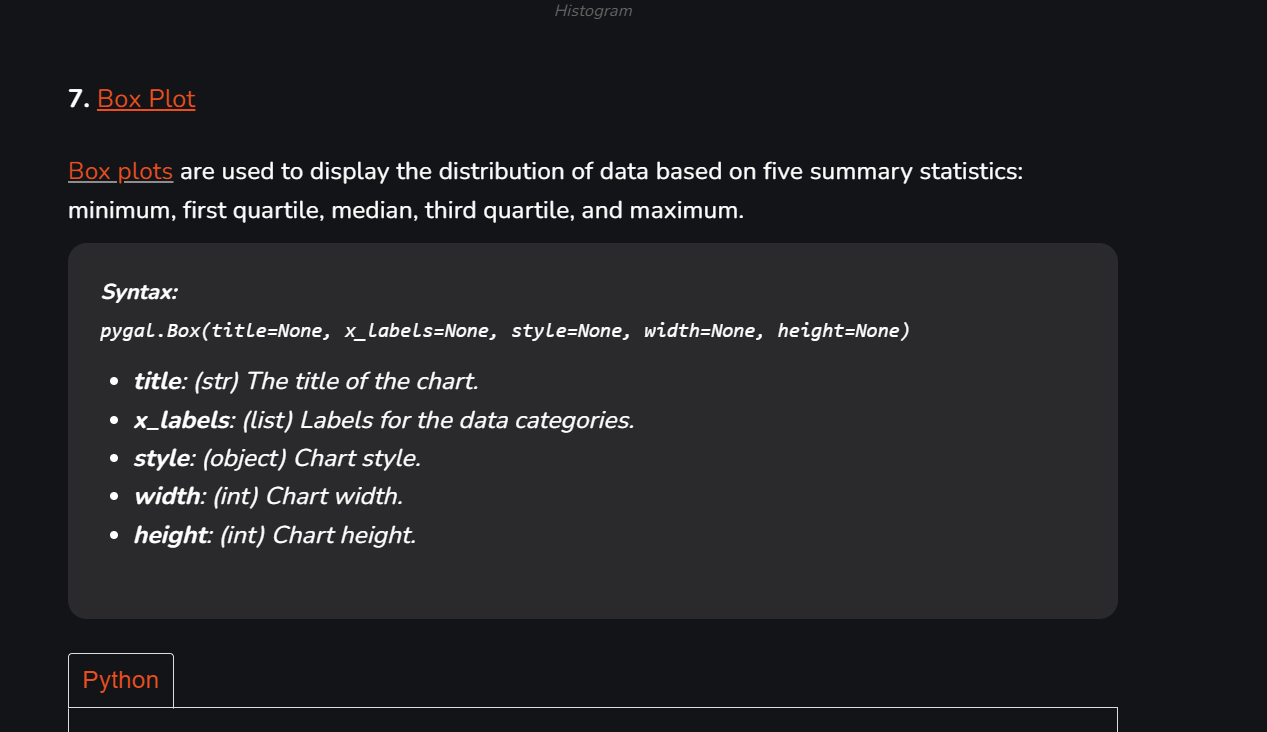 Histogram
7. Box Plot
Box plots are used to display the distribution of data based on five summary statistics:
minimum, first quartile, median, third quartile, and maximum.
Syntax:
pygal.Box(title=None, x_labels=None, style=None, width=None, height=None)
title: (str) The title of the chart.
x_labels: (list) Labels for the data categories.
style: (object) Chart style.
width: (int) Chart width.
height: (int) Chart height.
Python